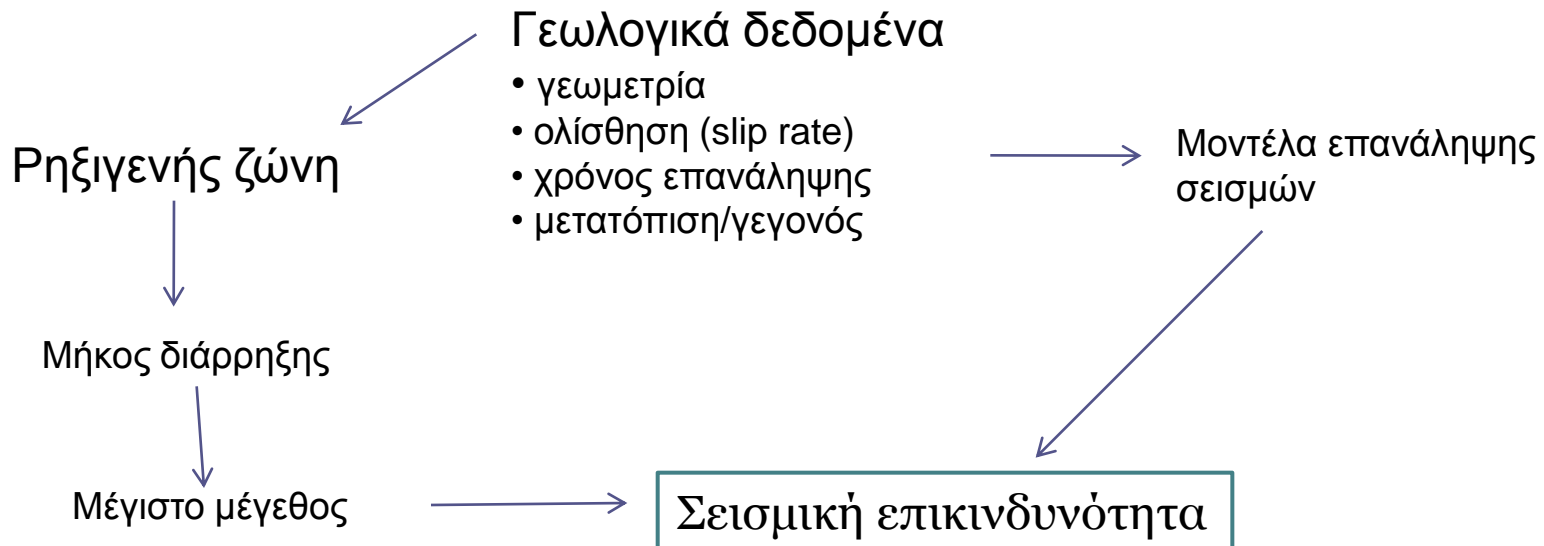 Γεωλογικά δεδομένα
• γεωμετρία
• ολίσθηση (slip rate)
• χρόνος επανάληψης
• μετατόπιση/γεγονός
Ρηξιγενής ζώνη
Μοντέλα επανάληψης
σεισμών
Μήκος διάρρηξης
Μέγιστο μέγεθος
Σεισμική επικινδυνότητα